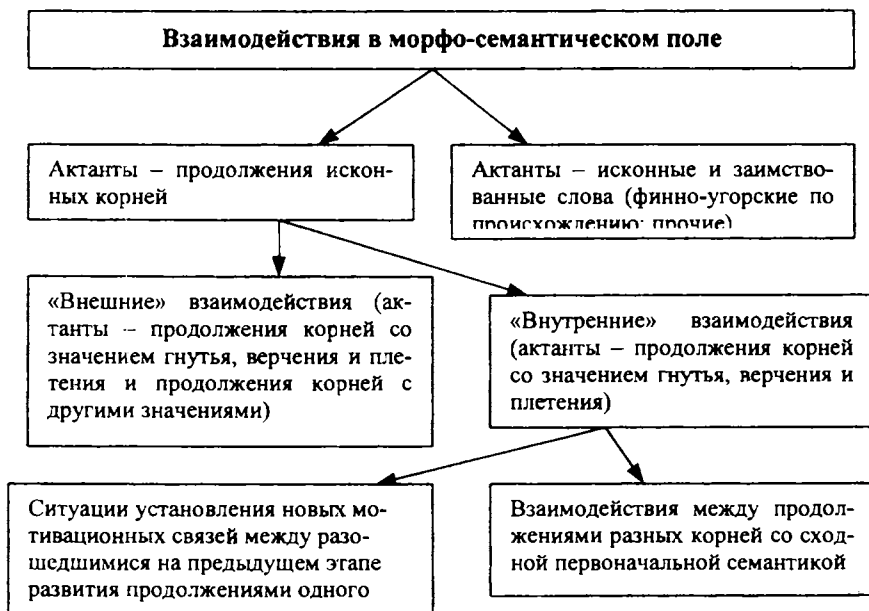 Взаимодействия в морфо-семантическом поле
Актанты – продолжения искон-
ных корней
Актанты – исконные и заимство-
ванные слова (финно-угорские по
происхождению; прочие)
«Внешние» взаимодействия (ак-
танты – продолжения корней со
значением гнутья, верчения и пле-
тения и продолжения корней с
другими значениями)
«Внутренние» взаимодействия
(актанты – продолжения корней
со значением гнутья, верчения и
плетения)
Ситуации установления новых мо-
тивационных связей между разо-
шедшимися на предыдущем этапе
развития продолжениями одного
Взаимодействия между продол-
жениями разных корней со сход-
ной первоначальной семантикой